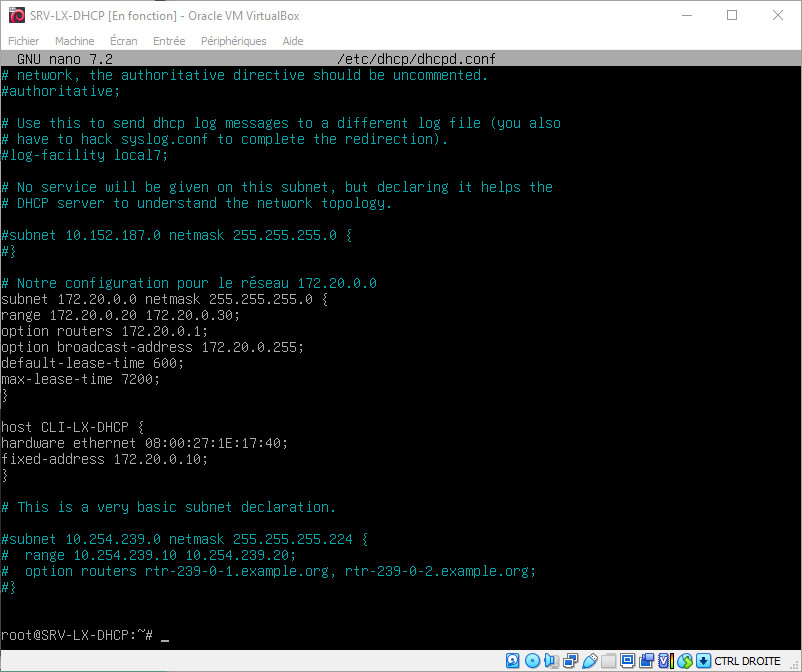 SRV-LX-DHCP [En fonction] - Oracle VM VirtualBox
Fichier Machine Écran Entrée Périphériques Aide
GNU nano 7.2 /etc/dhcp/dhcpd.conf
# network, the authoritative directive should be uncommented.
#authoritative;
# Use this to send dhcp log messages to a different log file (you also
# have to hack syslog.conf to complete the redirection).
#log-facility local7;
# No service will be given on this subnet, but declaring it helps the
# DHCP server to understand the network topology.
#subnet 10.152.187.0 netmask 255.255.255.0 {
#}
# Notre configuration pour le réseau 172.20.0.0
subnet 172.20.0.0 netmask 255.255.255.0 {
range 172.20.0.20 172.20.0.30;
option routers 172.20.0.1;
option broadcast-address 172.20.0.255;
default-lease-time 600;
max-lease-time 7200;
}
host CLI-LX-DHCP {
hardware ethernet 08:00:27:1E:17:40;
fixed-address 172.20.0.10;
}
# This is a very basic subnet declaration.
#subnet 10.254.239.0 netmask 255.255.255.224 {
#  range 10.254.239.10 10.254.239.20;
#  option routers rtr-239-0-1.example.org, rtr-239-0-2.example.org;
#}
root@SRV-LX-DHCP:~# _
CTRL DROITE